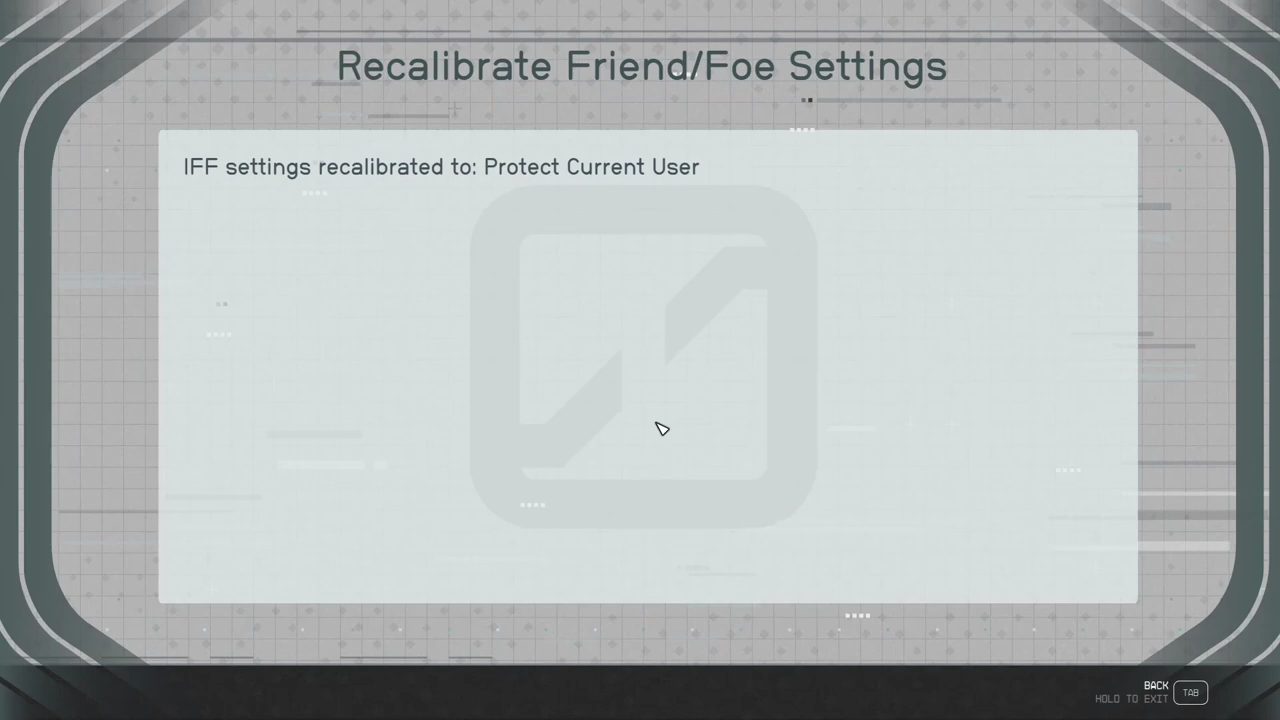 Recalibrate Friend/Foe Settings
IFF settings recalibrated to: Protect Current User
BACK
HOLD TO EXIT
TAB